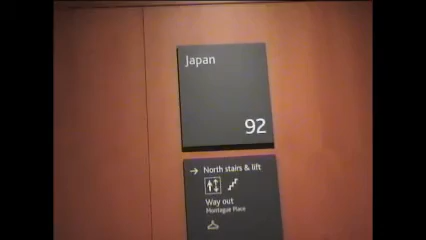 Japan
92
→ North stairs & lift
Way out
Montague Place